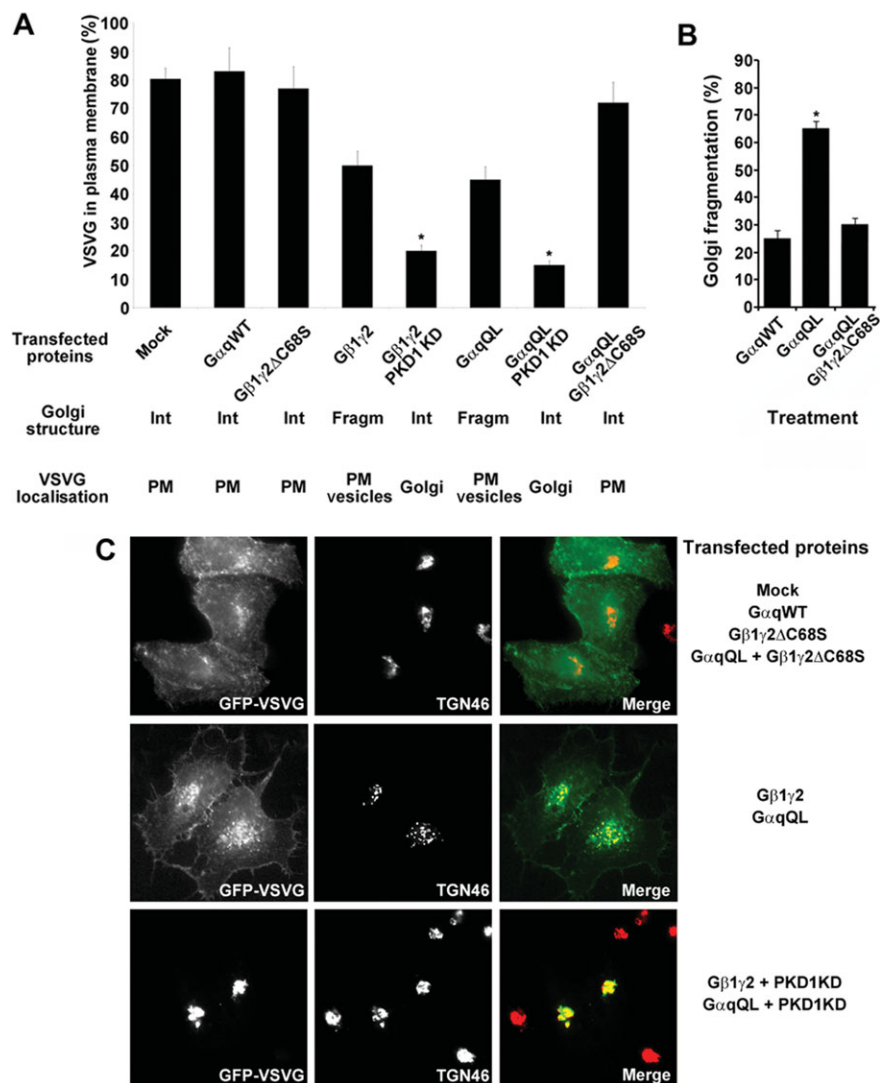 A
VSVG in plasma membrane (%)
100
90
80
70
60
50
40
30
20
10
0
*
*
Transfected proteins
Mock
GαqWT
Gβ1γ2ΔC68S
Gβ1γ2
Gβ1γ2 PKD1KD
GαqQL
GαqQL PKD1KD
GαqQL Gβ1γ2ΔC68S
Golgi structure
Int Int Int Fragm Int Fragm Int Int
VSVG localisation
PM PM PM PM vesicles Golgi PM vesicles Golgi PM
B
Golgi fragmentation (%)
90
80
70
60
50
40
30
20
10
0
*
GαqWT
GαqQL
GαqQL Gβ1γ2ΔC68S
Treatment
C
Transfected proteins
GFP-VSVG TGN46 Merge
Mock
GαqWT
Gβ1γ2ΔC68S
GαqQL + Gβ1γ2ΔC68S
GFP-VSVG TGN46 Merge
Gβ1γ2
GαqQL
GFP-VSVG TGN46 Merge
Gβ1γ2 + PKD1KD
GαqQL + PKD1KD